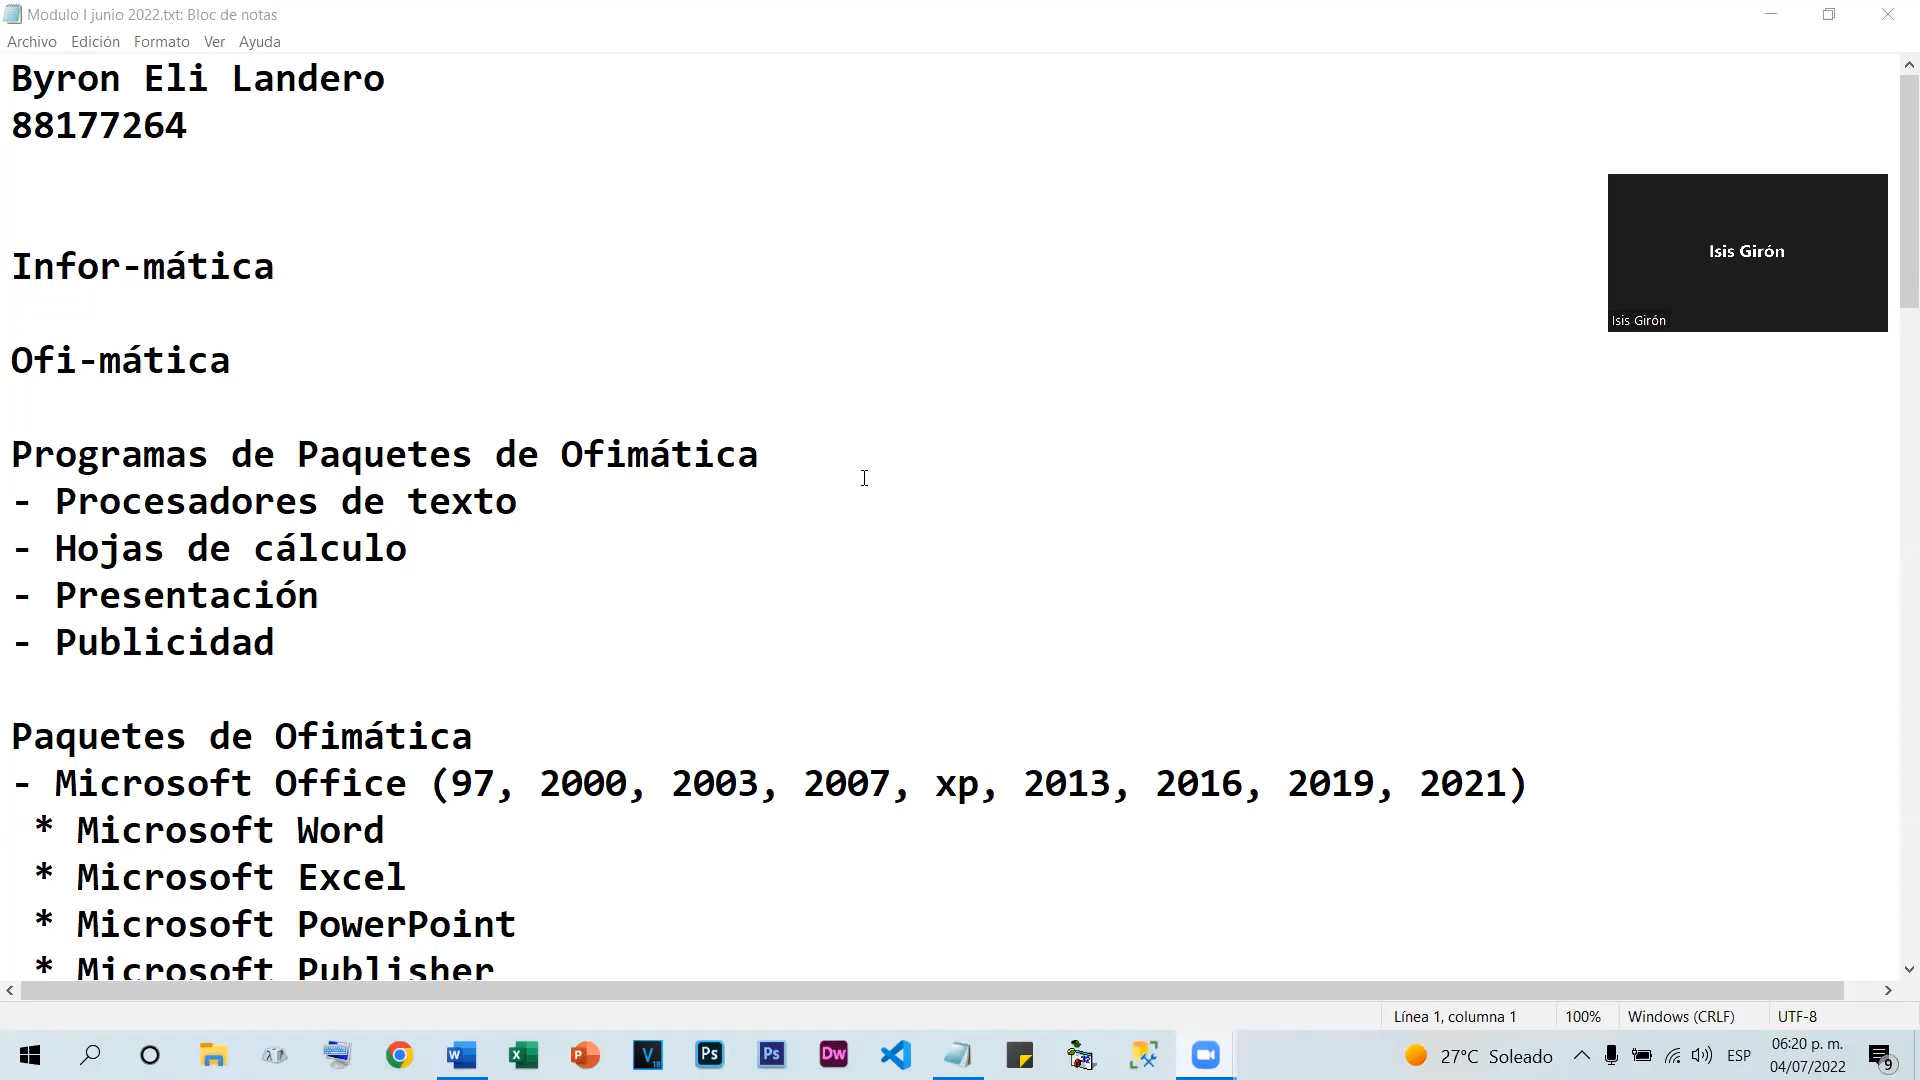 Modulo I junio 2022.txt: Bloc de notas
Archivo Edición Formato Ver Ayuda
Byron Eli Landero
88177264
Infor-mática
Ofi-mática
Programas de Paquetes de Ofimática
- Procesadores de texto
- Hojas de cálculo
- Presentación
- Publicidad
Paquetes de Ofimática
- Microsoft Office (97, 2000, 2003, 2007, xp, 2013, 2016, 2019, 2021)
* Microsoft Word
* Microsoft Excel
* Microsoft PowerPoint
* Microsoft Publisher
Isis Girón
Isis Girón
Línea 1, columna 1 100% Windows (CRLF) UTF-8
27°C Soleado ESP 06:20 p. m.
04/07/2022
9